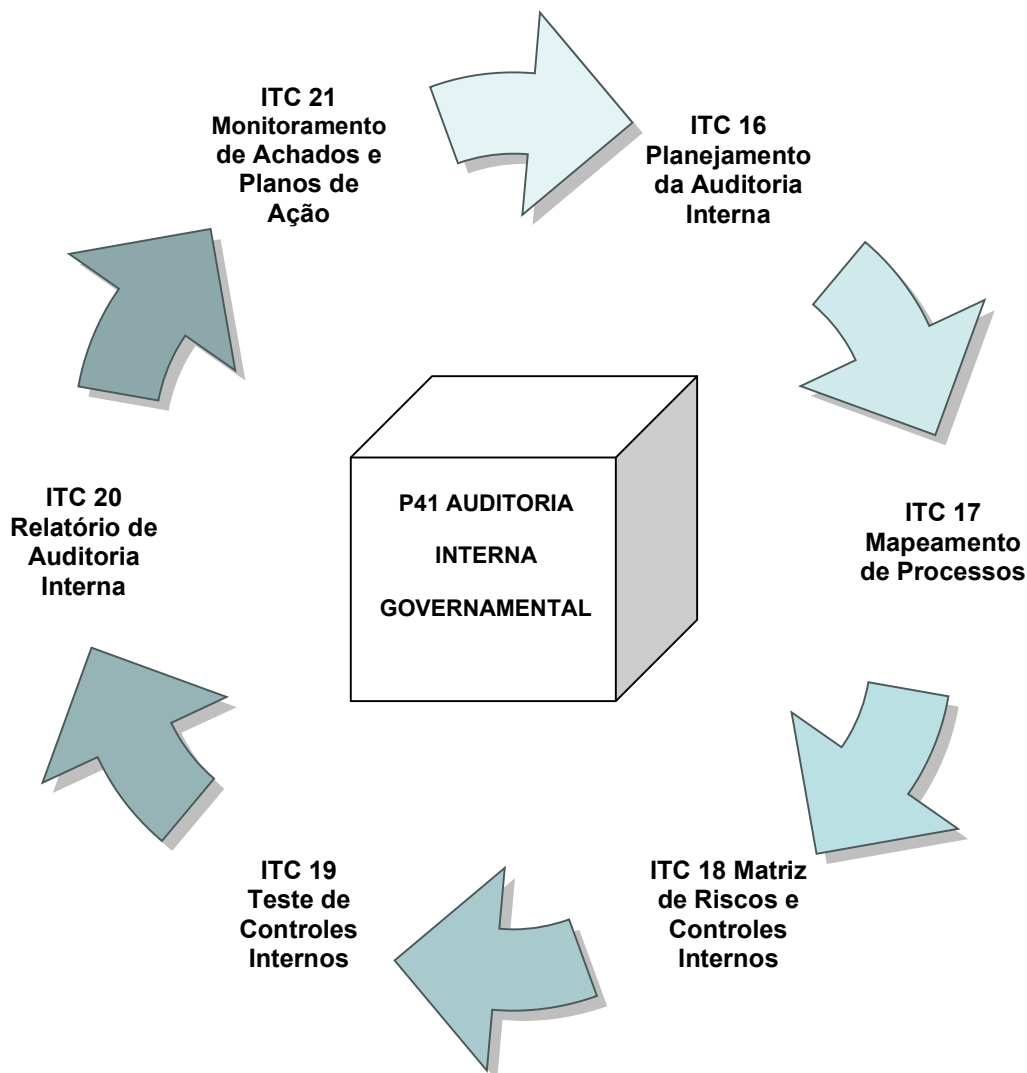 ITC 21
Monitoramento
de Achados e
Planos de
Ação
ITC 16
Planejamento
da Auditoria
Interna
ITC 20
Relatório de
Auditoria
Interna
P41 AUDITORIA
INTERNA
GOVERNAMENTAL
ITC 17
Mapeamento
de Processos
ITC 19
Teste de
Controles
Internos
ITC 18 Matriz
de Riscos e
Controles
Internos